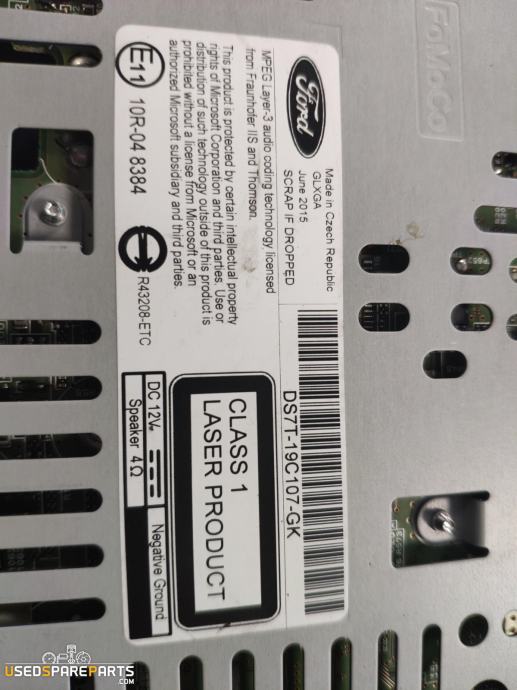 FoMoCo
Ford
Made in Czech Republic
GLXGA
June 2015
SCRAP IF DROPPED
MPEG Layer-3 audio coding technology licensed
from Fraunhofer IIS and Thomson.
This product is protected by certain intellectual property
rights of Microsoft Corporation and third parties. Use or
distribution of such technology outside of this product is
prohibited without a license from Microsoft or an
authorized Microsoft subsidiary and third parties.
E11 10R-04 8384
R43208-ETC
DS7T-19C107-GK
CLASS 1
LASER PRODUCT
DC 12V
Speaker 4 Ω
Negative Ground
USEDSPAREPARTS
.COM